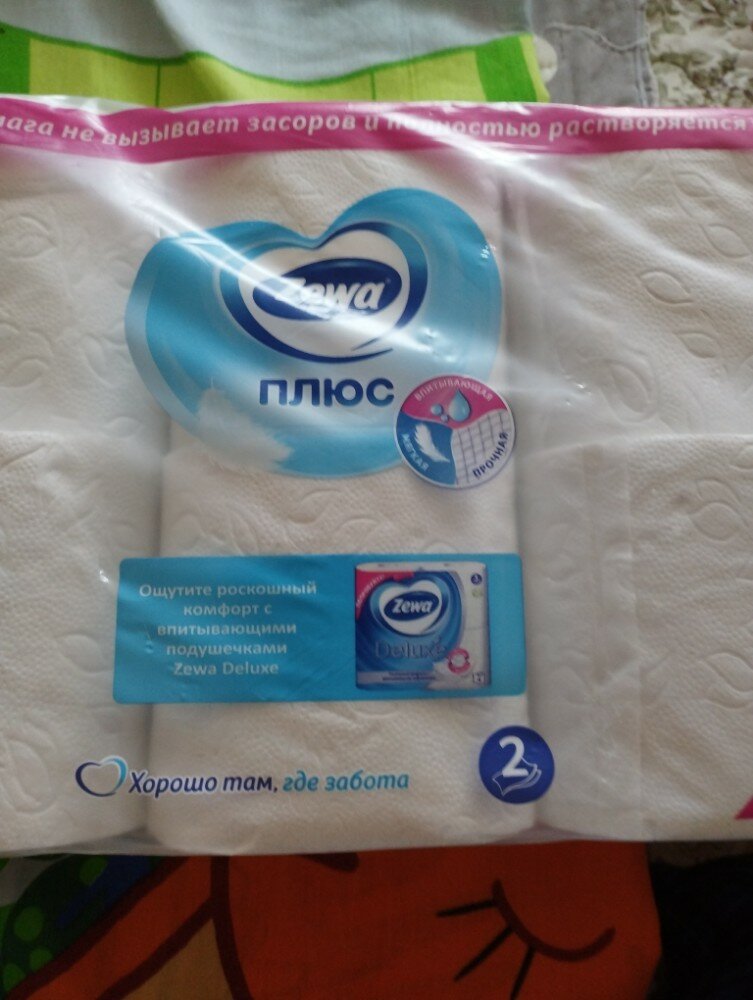 не вызывает засоров и полностью растворяется
Zewa
плюс
ВПИТЫВАЮЩАЯ
МЯГКАЯ
ПРОЧНАЯ
Ощутите роскошный
комфорт с
впитывающими
подушечками
Zewa Deluxe
Zewa
Deluxe
Хорошо там, где забота
2